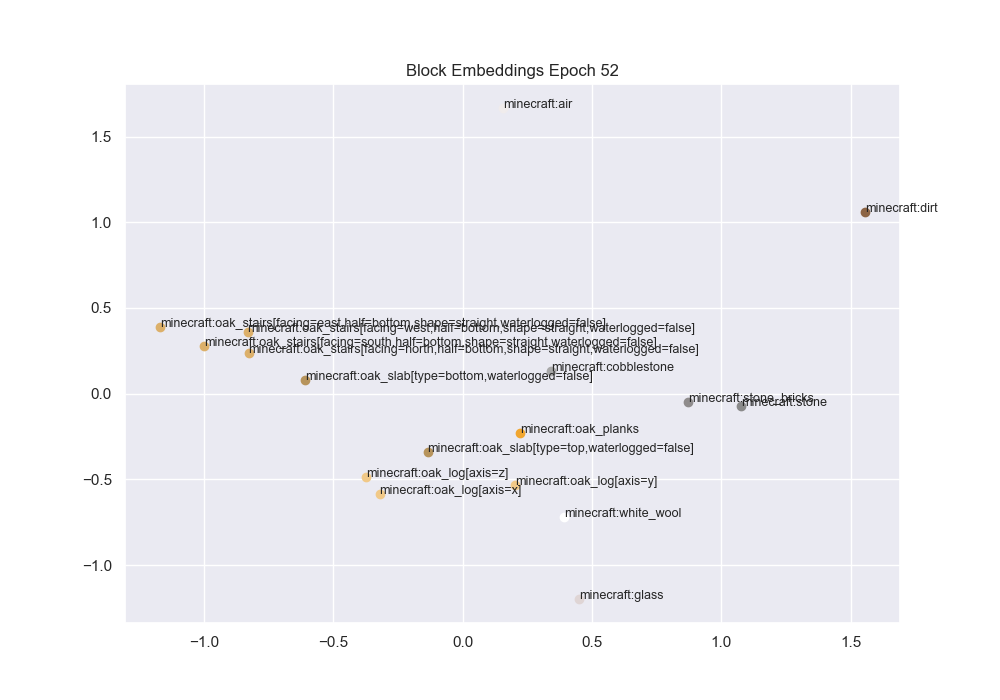 Block Embeddings Epoch 52
minecraft:air
1.5
minecraft:dirt
1.0
0.5
minecraft:oak_stairs[facing=east,half=bottom,shape=straight,waterlogged=false]
minecraft:oak_stairs[facing=west,half=bottom,shape=straight,waterlogged=false]
minecraft:oak_stairs[facing=south,half=bottom,shape=straight,waterlogged=false]
minecraft:oak_stairs[facing=north,half=bottom,shape=straight,waterlogged=false]
minecraft:cobblestone
minecraft:oak_slab[type=bottom,waterlogged=false]
0.0
minecraft:stone_bricks
minecraft:stone
minecraft:oak_planks
minecraft:oak_slab[type=top,waterlogged=false]
minecraft:oak_log[axis=z]
−0.5
minecraft:oak_log[axis=y]
minecraft:oak_log[axis=x]
minecraft:white_wool
−1.0
minecraft:glass
−1.0 −0.5 0.0 0.5 1.0 1.5